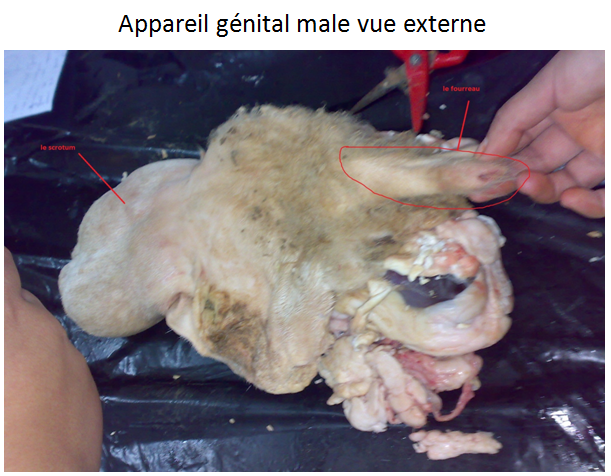 Appareil génital male vue externe
le fourreau
le scrotum